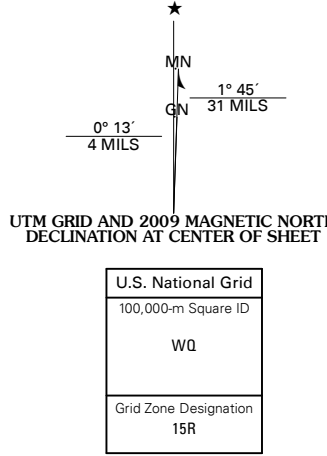 ★
MN
GN
1° 45´
31 MILS
0° 13´
4 MILS
UTM GRID AND 2009 MAGNETIC NORTH
DECLINATION AT CENTER OF SHEET
U.S. National Grid
100,000-m Square ID
WQ
Grid Zone Designation
15R